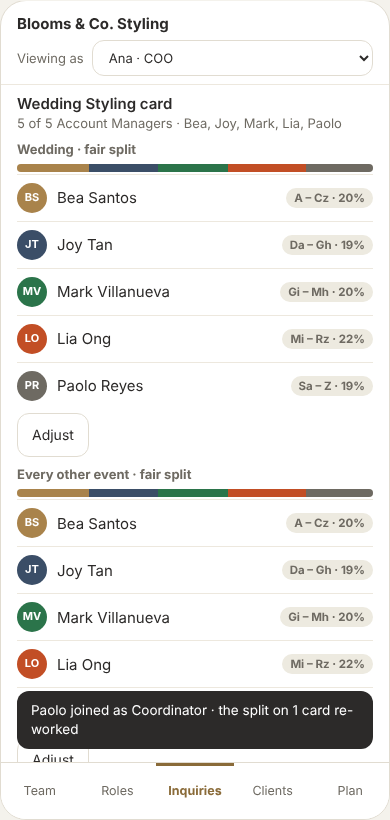 Blooms & Co. Styling
Viewing as
Ana · COO
Wedding Styling card
5 of 5 Account Managers · Bea, Joy, Mark, Lia, Paolo
Wedding · fair split
BS Bea Santos A – Cz · 20%
JT Joy Tan Da – Gh · 19%
MV Mark Villanueva Gi – Mh · 20%
LO Lia Ong Mi – Rz · 22%
PR Paolo Reyes Sa – Z · 19%
Adjust
Every other event · fair split
BS Bea Santos A – Cz · 20%
JT Joy Tan Da – Gh · 19%
MV Mark Villanueva Gi – Mh · 20%
LO Lia Ong Mi – Rz · 22%
Paolo joined as Coordinator · the split on 1 card re-
worked
Adjust
Team Roles Inquiries Clients Plan